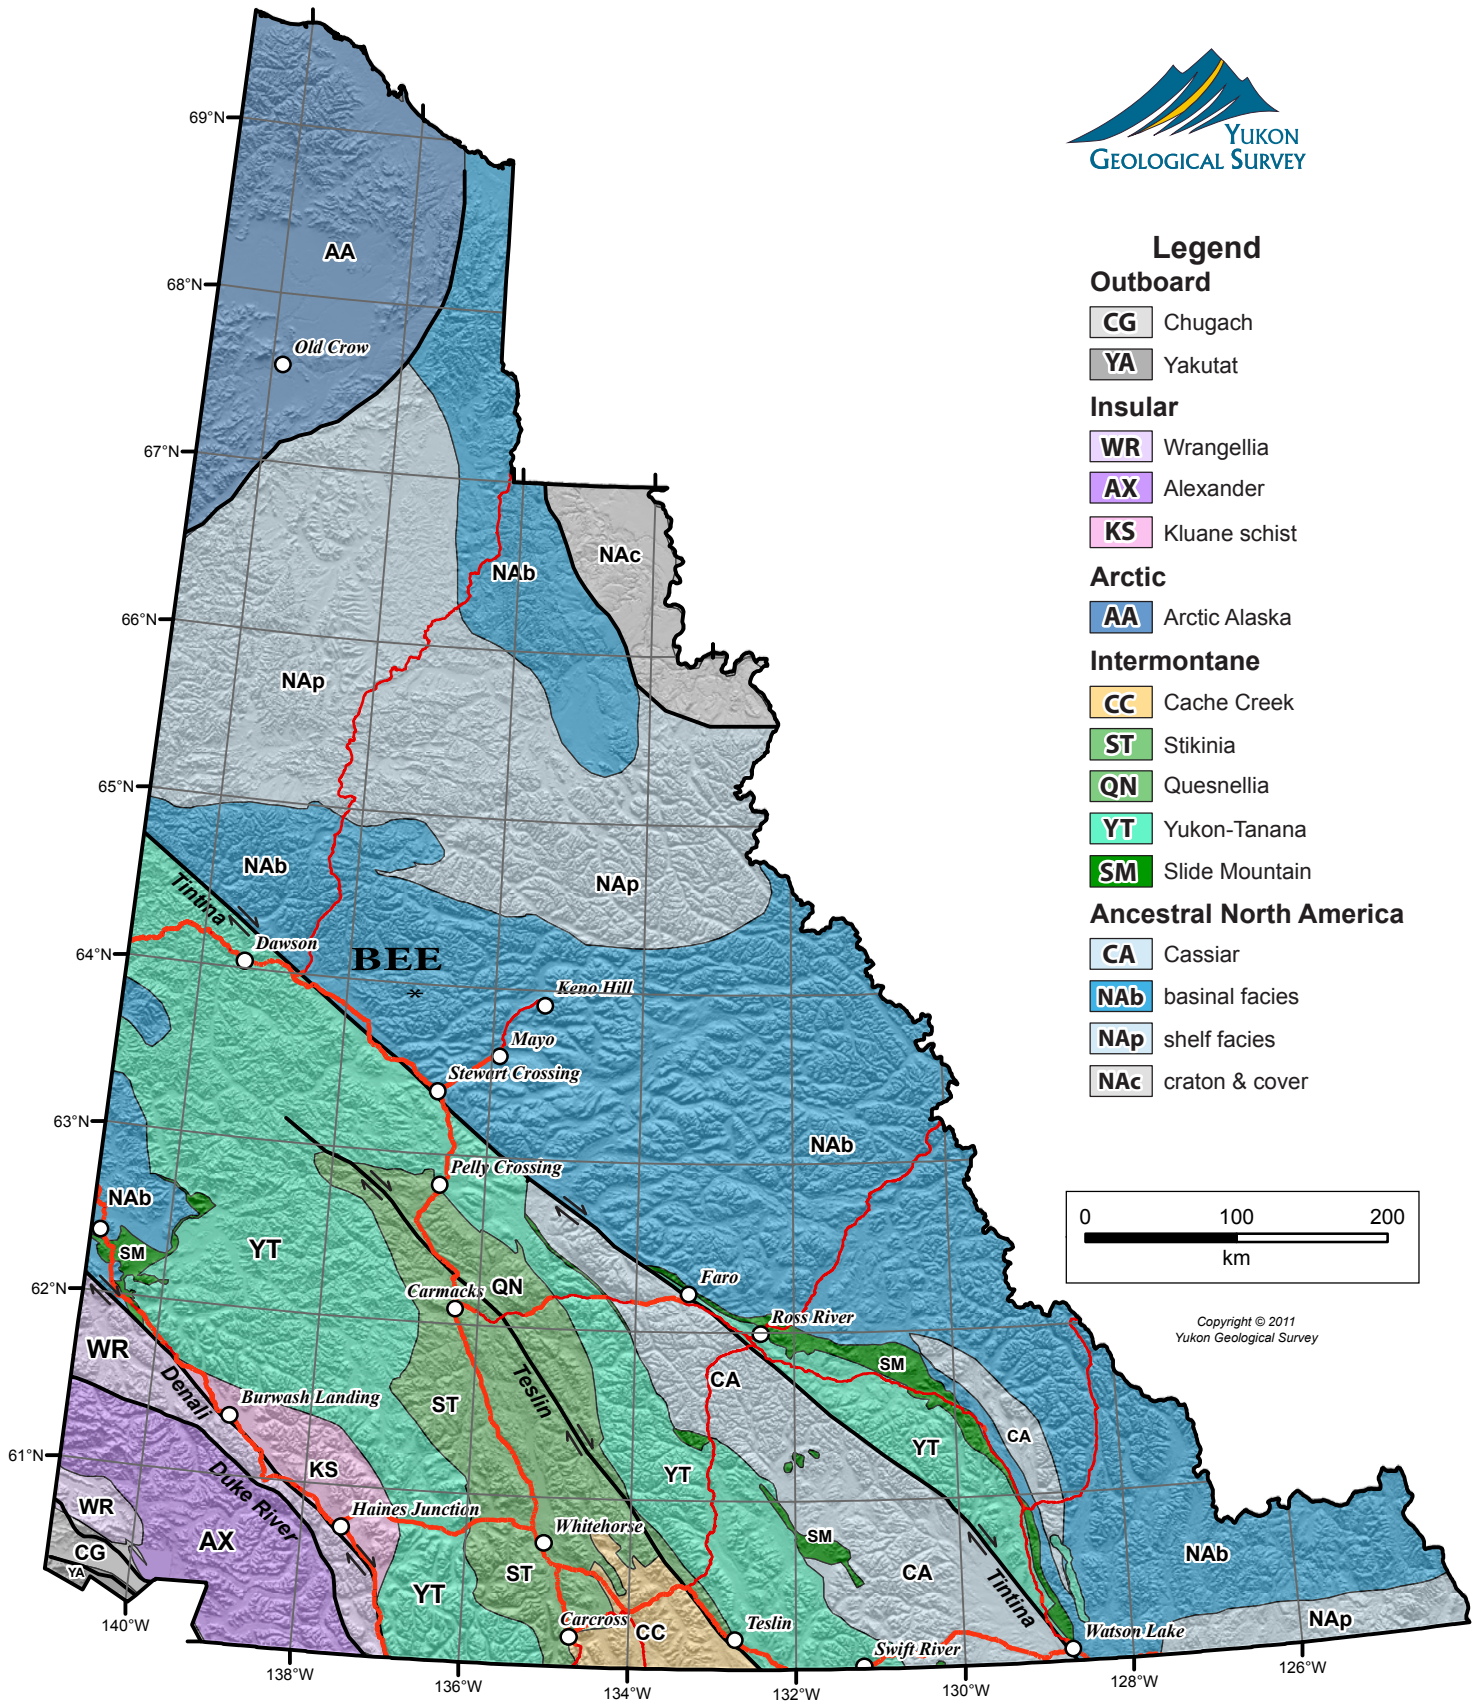 YUKON
GEOLOGICAL SURVEY
Legend
Outboard
CG Chugach
YA Yakutat
Insular
WR Wrangellia
AX Alexander
KS Kluane schist
Arctic
AA Arctic Alaska
Intermontane
CC Cache Creek
ST Stikinia
QN Quesnellia
YT Yukon-Tanana
SM Slide Mountain
Ancestral North America
CA Cassiar
NAb basinal facies
NAp shelf facies
NAc craton & cover
0 100 200
km
Copyright © 2011
Yukon Geological Survey
69°N
AA
68°N
Old Crow
67°N
NAc
NAb
66°N
NAp
65°N
NAb
NAp
Tintina
Dawson
64°N
BEE
Keno Hill
Mayo
Stewart Crossing
63°N
NAb
Pelly Crossing
NAb
YT
SM
62°N
Faro
QN
Carmacks
Ross River
WR
SM
Denali
CA
Burwash Landing
Teslin
ST
CA
YT
61°N
KS
YT
Duke River
WR
Haines Junction
Whitehorse
SM
AX
CG
NAb
YA
ST
CA
YT
Tintina
140°W
Carcross
CC
Teslin
NAp
Watson Lake
Swift River
138°W
136°W
134°W
132°W
130°W
128°W
126°W